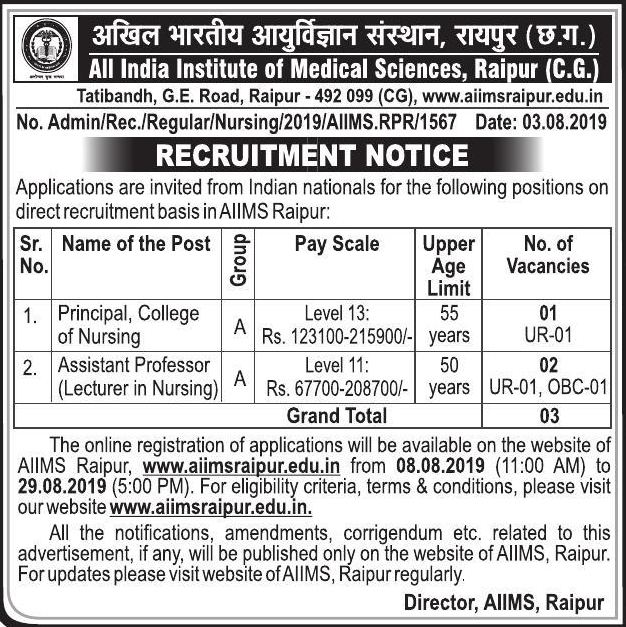 अखिल भारतीय आयुर्विज्ञान संस्थान, रायपुर (छ.ग.)
All India Institute of Medical Sciences, Raipur (C.G.)
Tatibandh, G.E. Road, Raipur - 492 099 (CG), www.aiimsraipur.edu.in
No. Admin/Rec./Regular/Nursing/2019/AIIMS.RPR/1567 Date: 03.08.2019
RECRUITMENT NOTICE
Applications are invited from Indian nationals for the following positions on
direct recruitment basis in AIIMS Raipur:
Sr. No. Name of the Post Group Pay Scale Upper Age Limit No. of Vacancies
1. Principal, College of Nursing A Level 13: Rs. 123100-215900/- 55 years 01 UR-01
2. Assistant Professor (Lecturer in Nursing) A Level 11: Rs. 67700-208700/- 50 years 02 UR-01, OBC-01
Grand Total 03
The online registration of applications will be available on the website of
AIIMS Raipur, www.aiimsraipur.edu.in from 08.08.2019 (11:00 AM) to
29.08.2019 (5:00 PM). For eligibility criteria, terms & conditions, please visit
our website www.aiimsraipur.edu.in.
All the notifications, amendments, corrigendum etc. related to this
advertisement, if any, will be published only on the website of AIIMS, Raipur.
For updates please visit website of AIIMS, Raipur regularly.
Director, AIIMS, Raipur